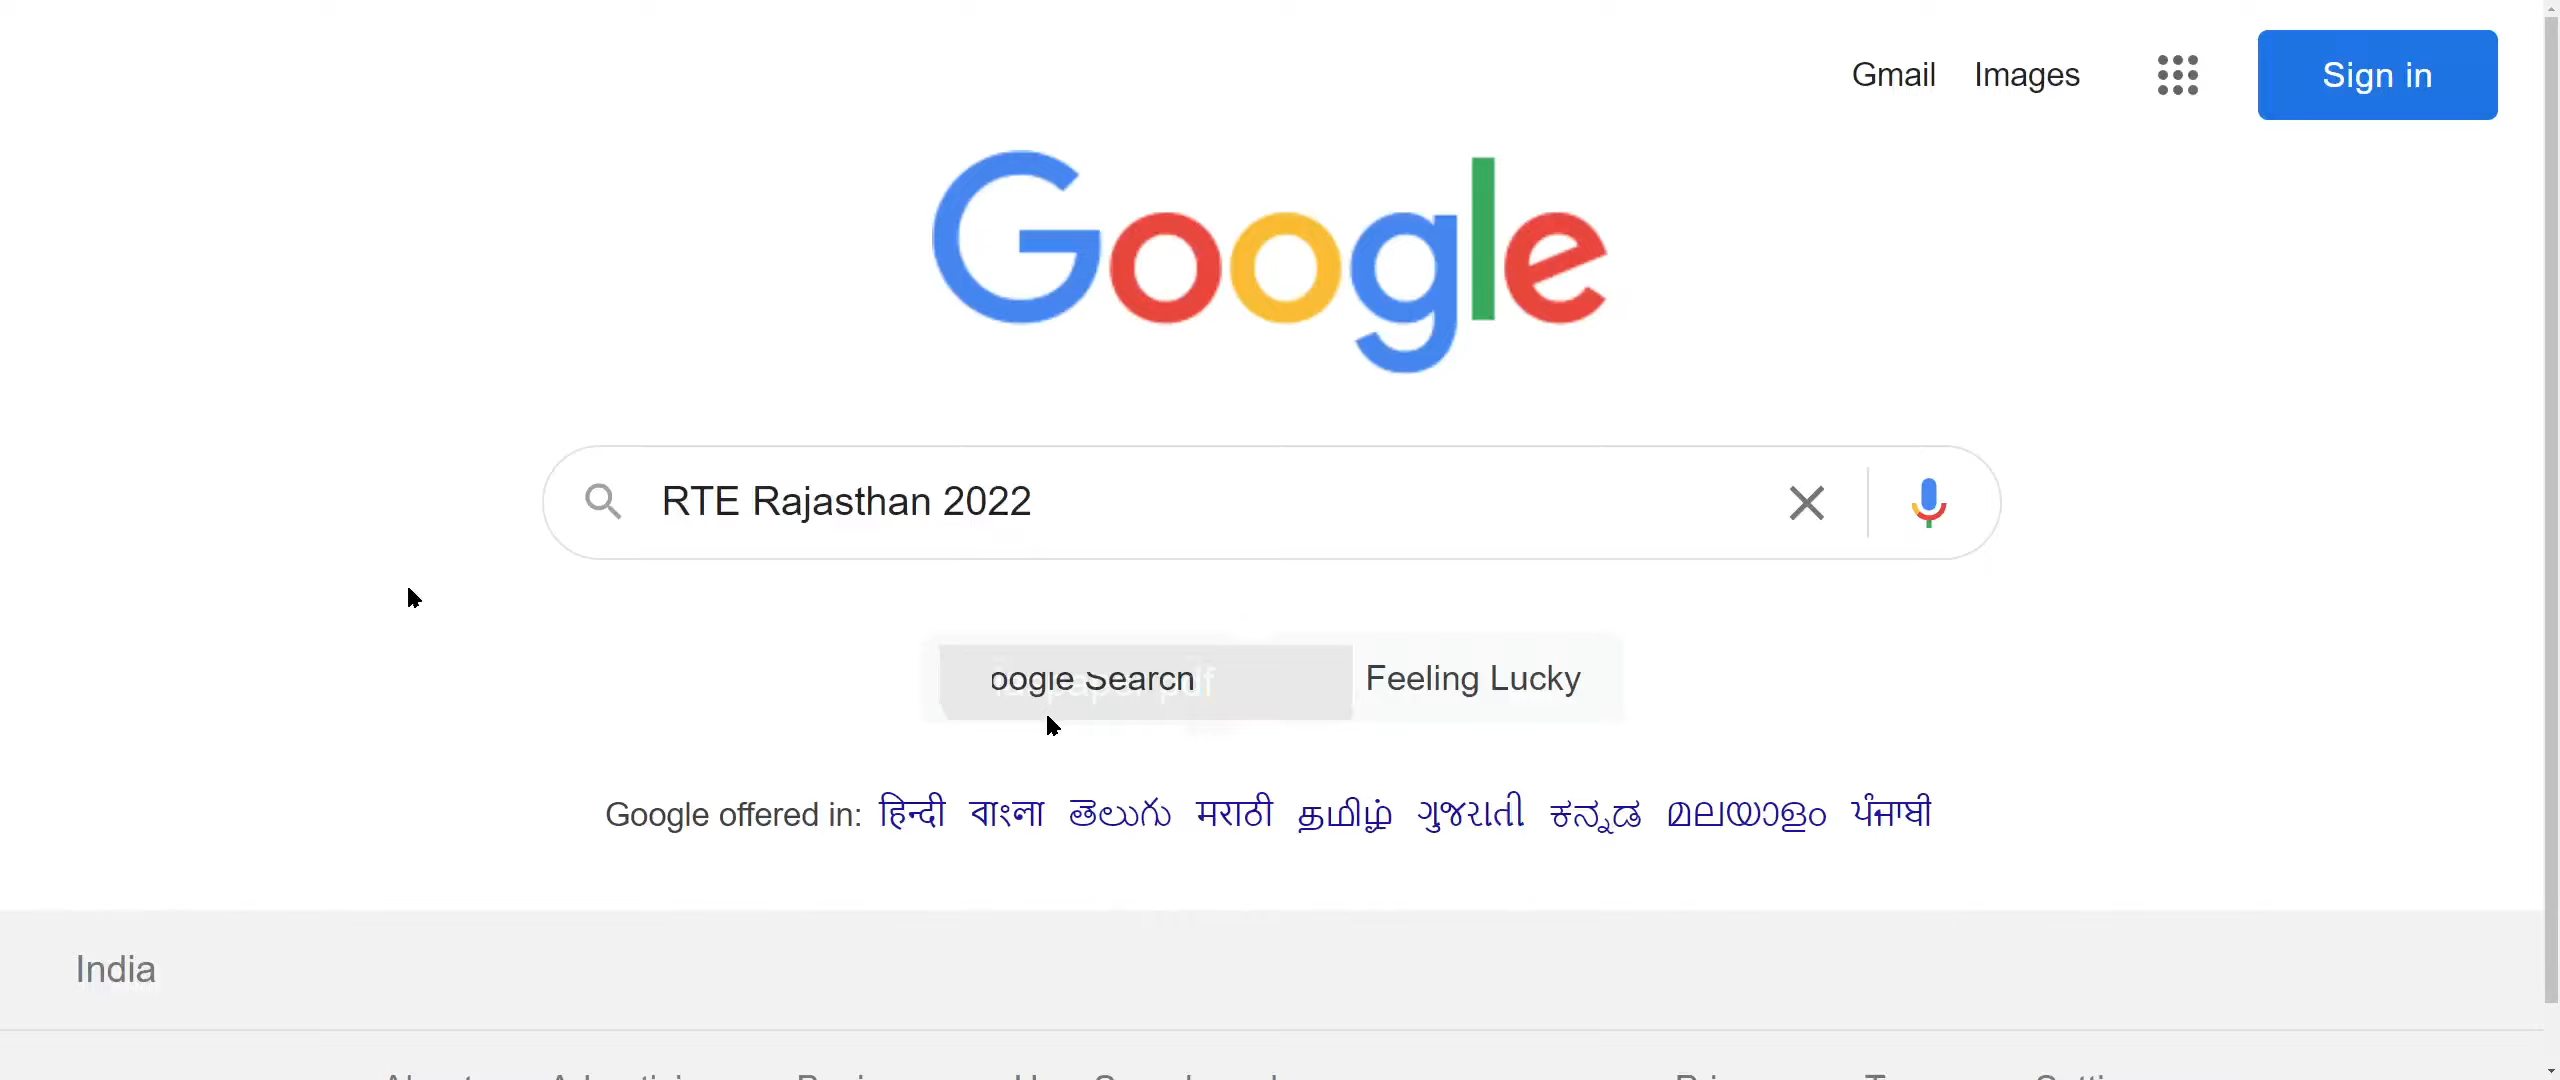 Gmail Images Sign in
Google
RTE Rajasthan 2022
Feeling Lucky
Google offered in: हिन्दी বাংলা తెలుగు मराठी தமிழ் ગુજરાતી ಕನ್ನಡ മലയാളം ਪੰਜਾਬੀ
India